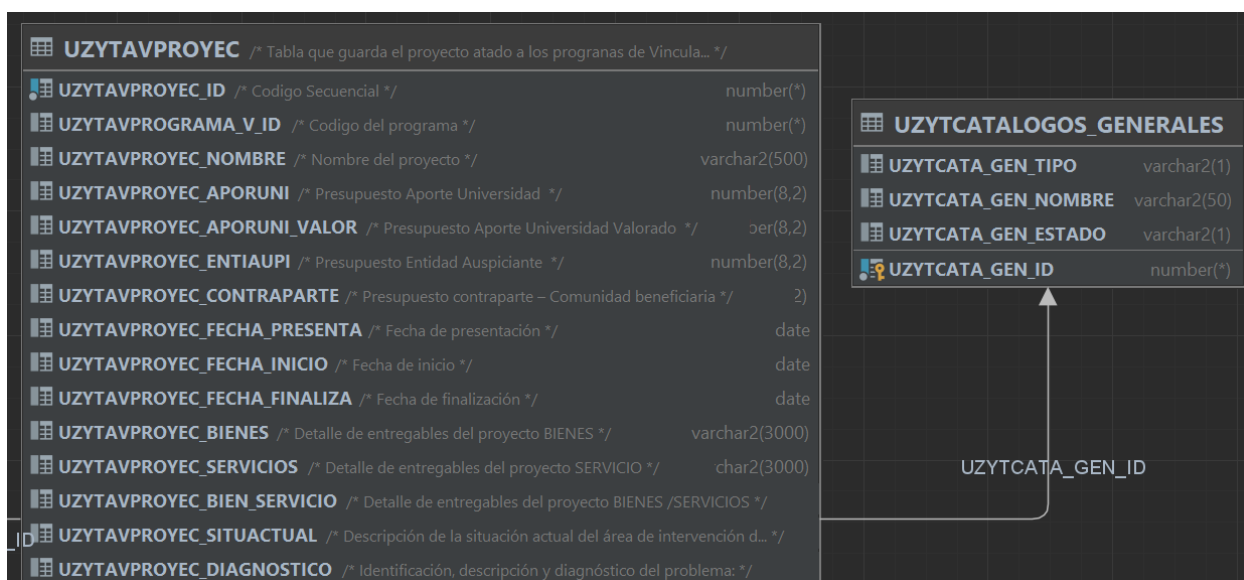 UZYTAVPROYEC /* Tabla que guarda el proyecto atado a los progranas de Vincula... */
UZYTAVPROYEC_ID /* Codigo Secuencial */ number(*)
UZYTAVPROGRAMA_V_ID /* Codigo del programa */ number(*)
UZYTAVPROYEC_NOMBRE /* Nombre del proyecto */ varchar2(500)
UZYTAVPROYEC_APORUNI /* Presupuesto Aporte Universidad */ number(8,2)
UZYTAVPROYEC_APORUNI_VALOR /* Presupuesto Aporte Universidad Valorado */ ber(8,2)
UZYTAVPROYEC_ENTIAUPI /* Presupuesto Entidad Auspiciante */ number(8,2)
UZYTAVPROYEC_CONTRAPARTE /* Presupuesto contraparte – Comunidad beneficiaria */ 2)
UZYTAVPROYEC_FECHA_PRESENTA /* Fecha de presentación */ date
UZYTAVPROYEC_FECHA_INICIO /* Fecha de inicio */ date
UZYTAVPROYEC_FECHA_FINALIZA /* Fecha de finalización */ date
UZYTAVPROYEC_BIENES /* Detalle de entregables del proyecto BIENES */ varchar2(3000)
UZYTAVPROYEC_SERVICIOS /* Detalle de entregables del proyecto SERVICIO */ char2(3000)
UZYTAVPROYEC_BIEN_SERVICIO /* Detalle de entregables del proyecto BIENES /SERVICIOS */
_ID UZYTAVPROYEC_SITUACTUAL /* Descripción de la situación actual del área de intervención d... */
UZYTAVPROYEC_DIAGNOSTICO /* Identificación, descripción y diagnóstico del problema: */
UZYTCATALOGOS_GENERALES
UZYTCATA_GEN_TIPO varchar2(1)
UZYTCATA_GEN_NOMBRE varchar2(50)
UZYTCATA_GEN_ESTADO varchar2(1)
UZYTCATA_GEN_ID number(*)
UZYTCATA_GEN_ID